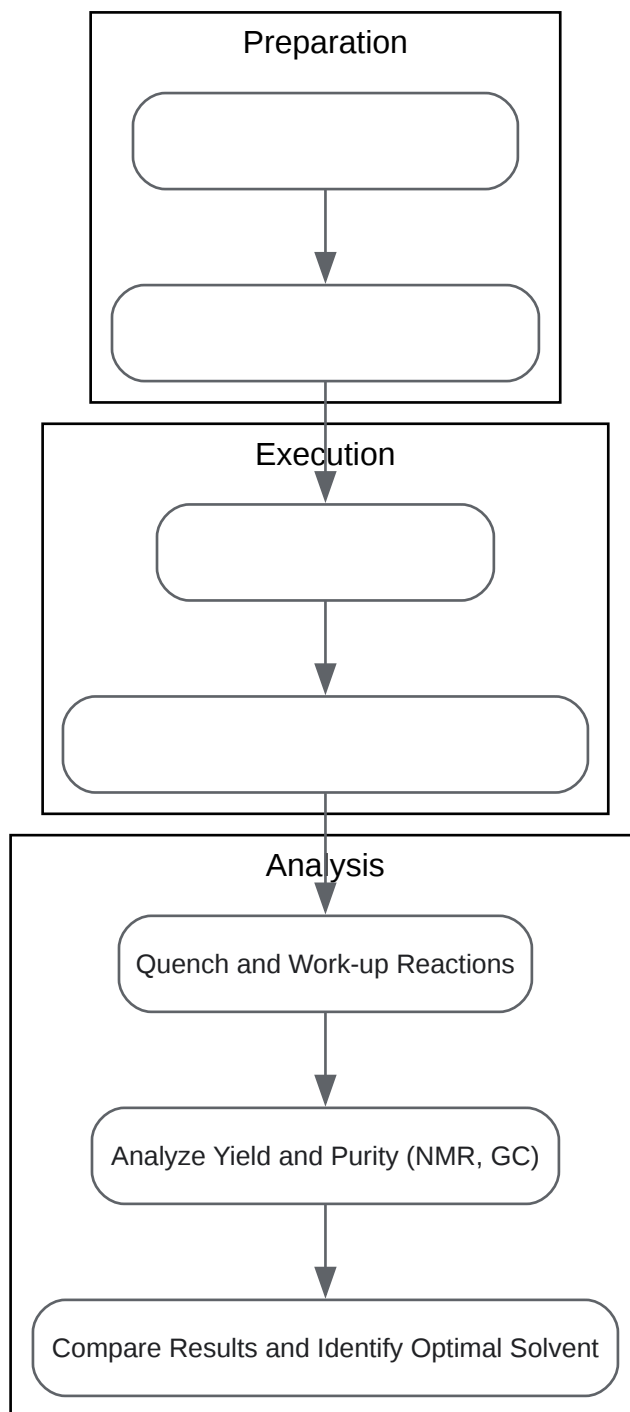 Preparation
Execution
Analysis
Quench and Work-up Reactions
Analyze Yield and Purity (NMR, GC)
Compare Results and Identify Optimal Solvent